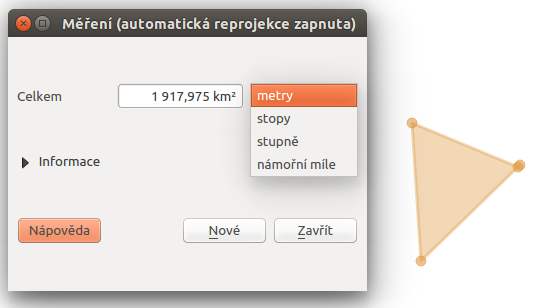 Měření (automatická reprojekce zapnuta)
Celkem
1 917,975 km²
metry
stopy
stupně
námořní míle
Informace
Nápověda
Nové
Zavřít